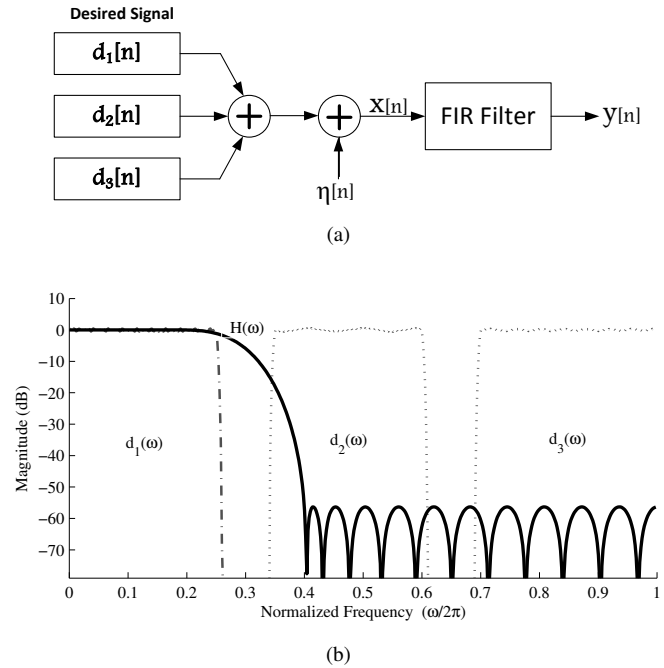 Desired Signal
d₁[n]
d₂[n]
d₃[n]
+
+
x[n]
η[n]
FIR Filter
y[n]
(a)
10
0
−10
−20
−30
−40
−50
−60
−70
Magnitude (dB)
H(ω)
d₁(ω)
d₂(ω)
d₃(ω)
0 0.1 0.2 0.3 0.4 0.5 0.6 0.7 0.8 0.9 1
Normalized Frequency (ω/2π)
(b)